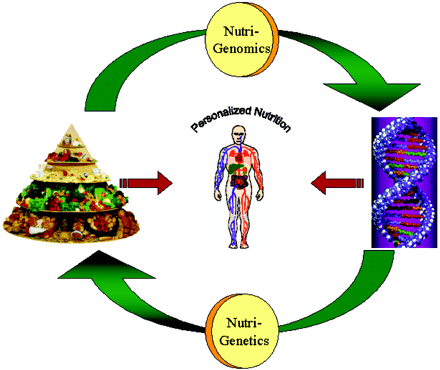 Nutri-
Genomics
Personalized Nutrition
Nutri-
Genetics